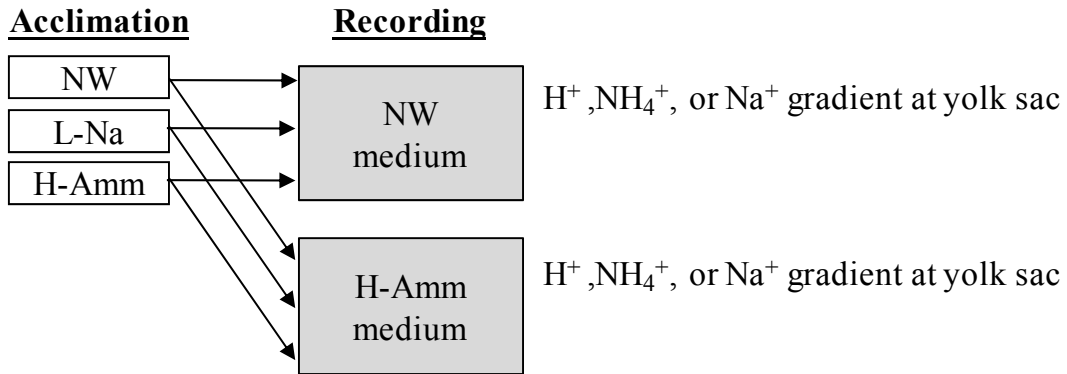 Acclimation
Recording
NW
L-Na
H-Amm
NW
medium
H⁺ ,NH₄⁺, or Na⁺ gradient at yolk sac
H-Amm
medium
H⁺ ,NH₄⁺, or Na⁺ gradient at yolk sac